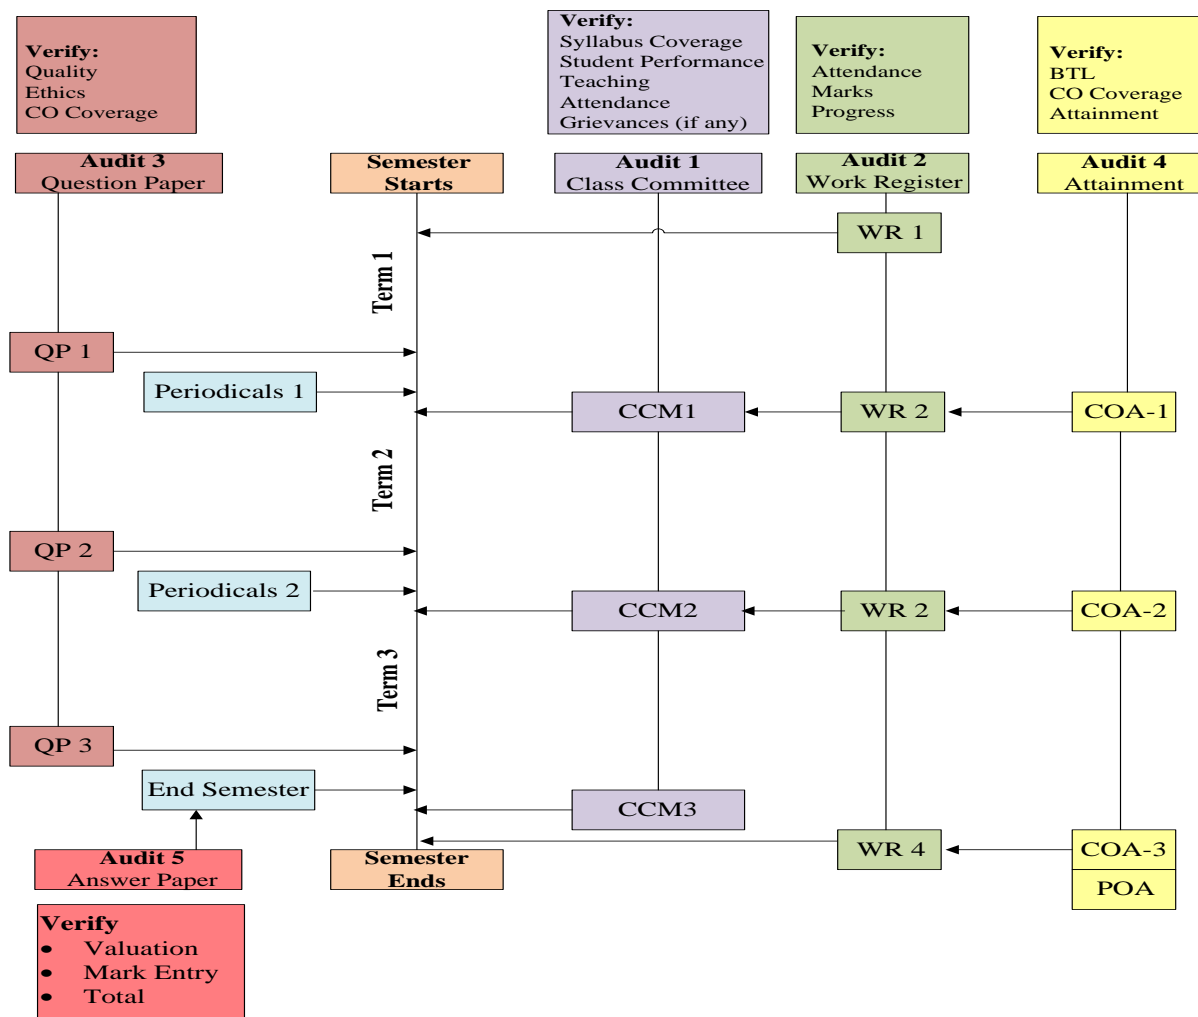 Verify:
Quality
Ethics
CO Coverage
Verify:
Syllabus Coverage
Student Performance
Teaching
Attendance
Grievances (if any)
Verify:
Attendance
Marks
Progress
Verify:
BTL
CO Coverage
Attainment
Audit 3
Question Paper
Semester
Starts
Audit 1
Class Committee
Audit 2
Work Register
Audit 4
Attainment
WR 1
Term 1
QP 1
Periodicals 1
CCM1
WR 2
COA-1
Term 2
QP 2
Periodicals 2
CCM2
WR 2
COA-2
Term 3
QP 3
End Semester
CCM3
Audit 5
Answer Paper
Semester
Ends
WR 4
COA-3
POA
Verify
• Valuation
• Mark Entry
• Total